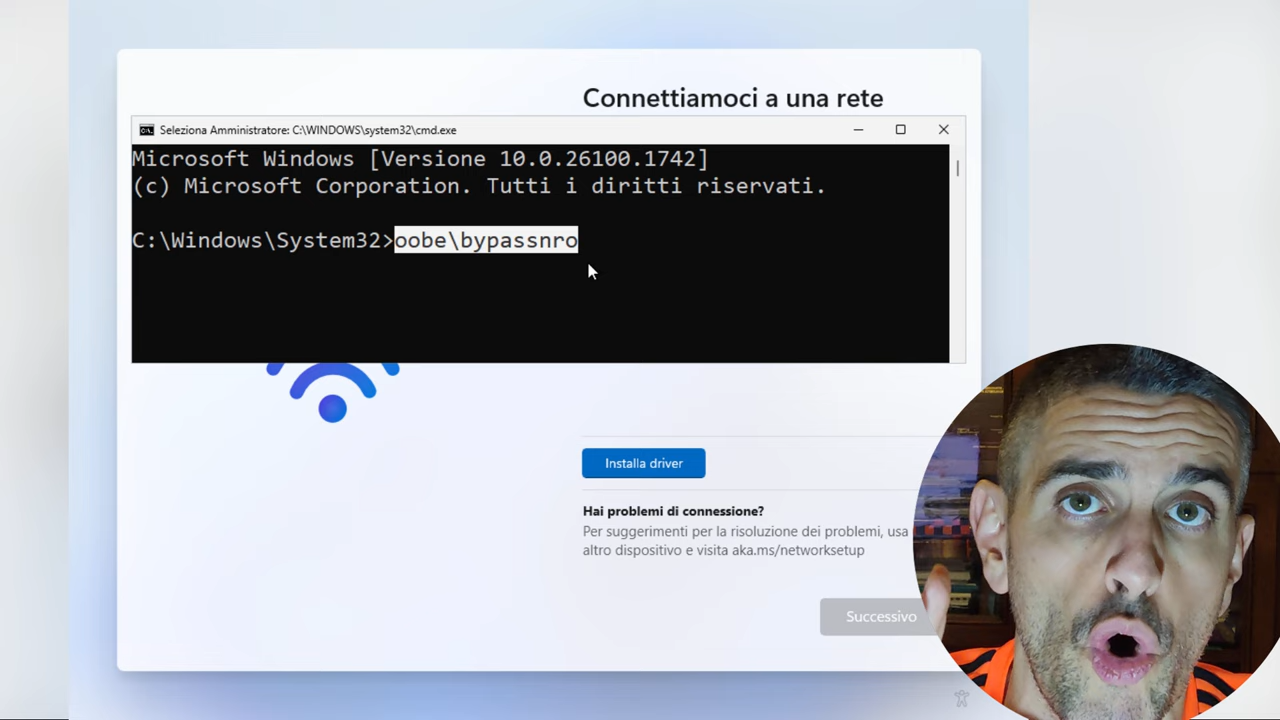 Connettiamoci a una rete
Seleziona Amministratore: C:\WINDOWS\system32\cmd.exe
Microsoft Windows [Versione 10.0.26100.1742]
(c) Microsoft Corporation. Tutti i diritti riservati.
C:\Windows\System32>oobe\bypassnro
Installa driver
Hai problemi di connessione?
Per suggerimenti per la risoluzione dei problemi, usa
altro dispositivo e visita aka.ms/networksetup
Successivo